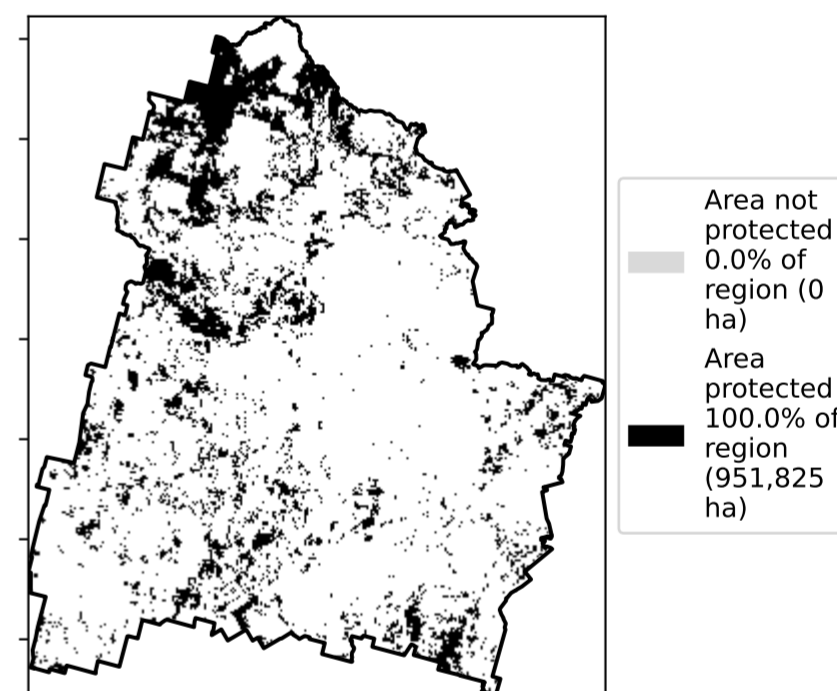 Area not
protected
0.0% of
region (0
ha)
Area
protected
100.0% of
region
(951,825
ha)